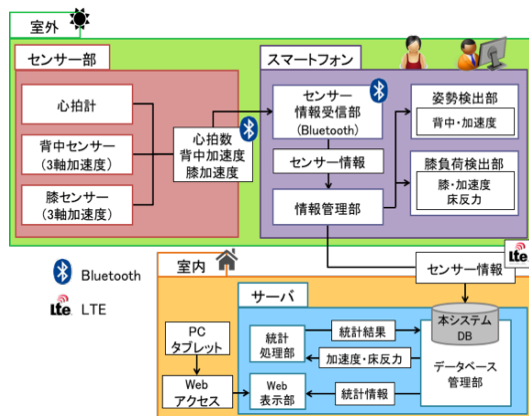 室外
センサー部
心拍計
背中センサー
(3軸加速度)
膝センサー
(3軸加速度)
心拍数
背中加速度
膝加速度
スマートフォン
センサー
情報受信部
(Bluetooth)
センサー情報
情報管理部
姿勢検出部
背中・加速度
膝負荷検出部
膝・加速度
床反力
LTE
センサー情報
Bluetooth
LTE LTE
室内
PC
タブレット
Web
アクセス
サーバ
統計
処理部
Web
表示部
統計結果
加速度・床反力
統計情報
本システム
DB
データベース
管理部